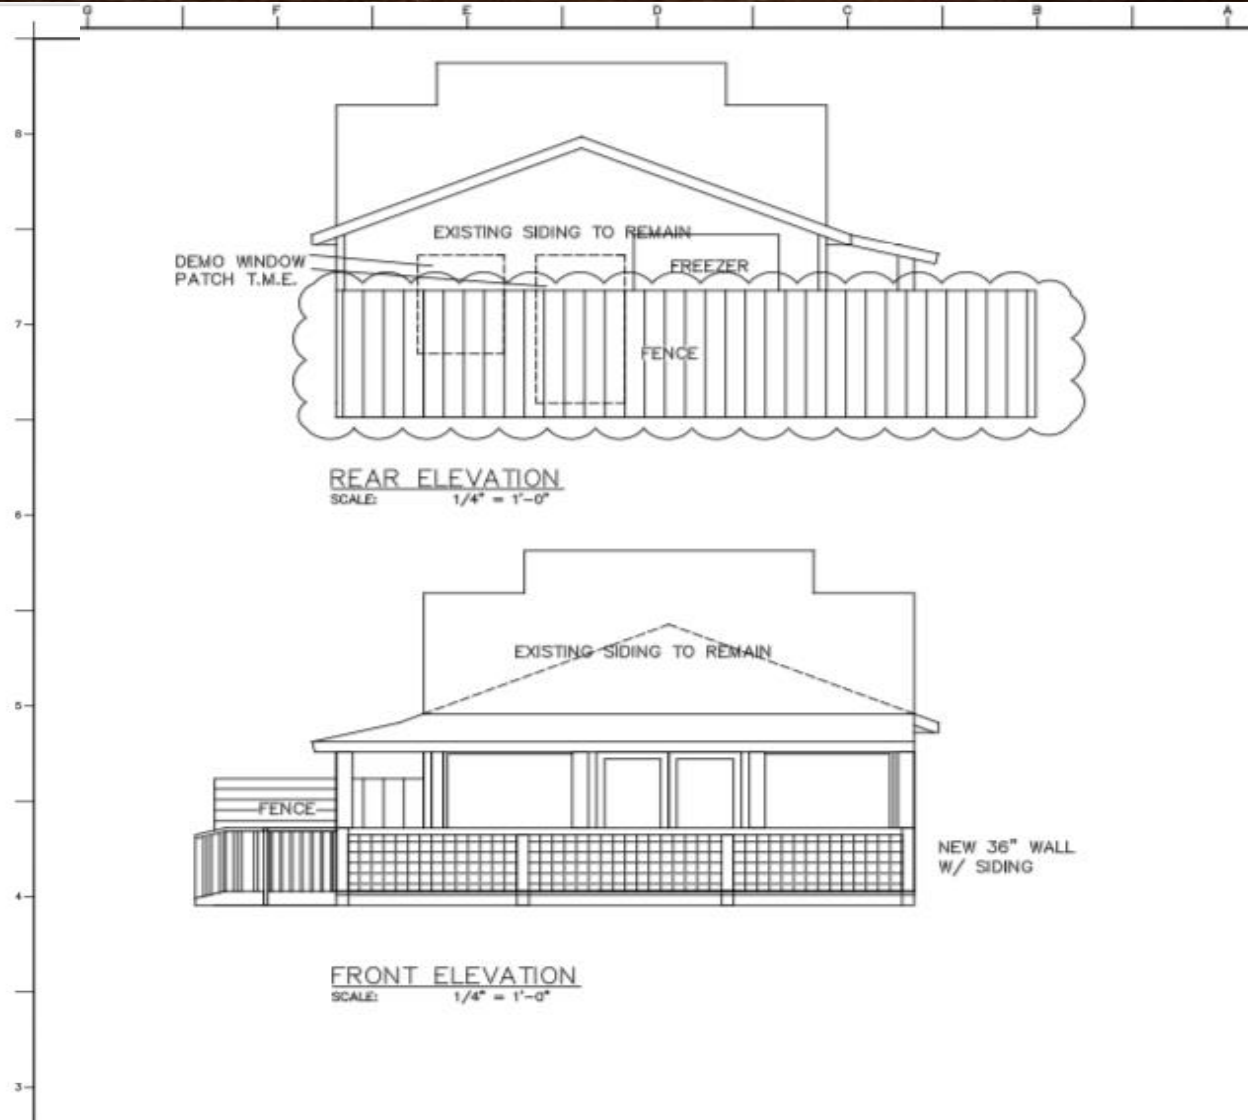 G F E D C B A
8
EXISTING SIDING TO REMAIN
DEMO WINDOW
PATCH T.M.E.
FREEZER
7
FENCE
REAR ELEVATION
SCALE: 1/4" = 1'-0"
6
EXISTING SIDING TO REMAIN
5
FENCE
NEW 36" WALL
W/ SIDING
4
FRONT ELEVATION
SCALE: 1/4" = 1'-0"
3